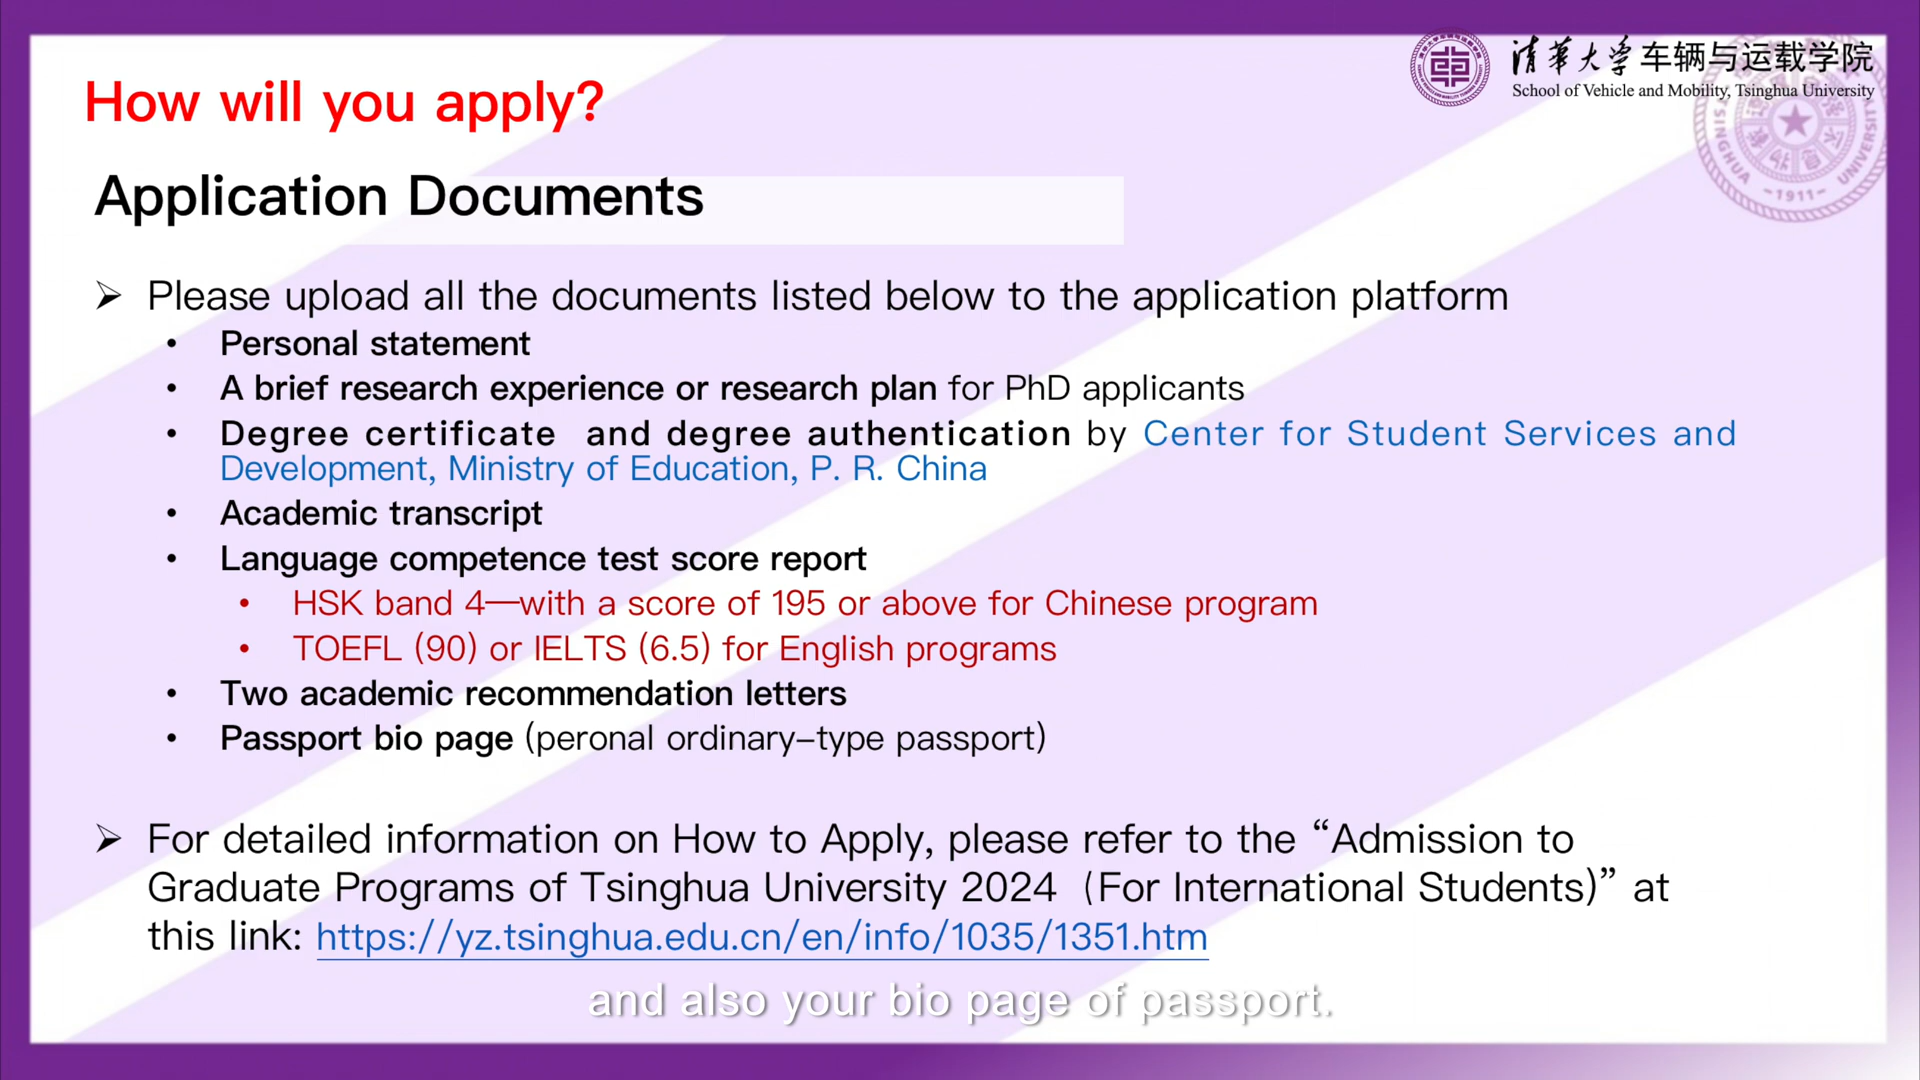 清华大学车辆与运载学院
School of Vehicle and Mobility, Tsinghua University
TSINGHUA UNIVERSITY
-1911-
How will you apply?
Application Documents
➢ Please upload all the documents listed below to the application platform
• Personal statement
• A brief research experience or research plan for PhD applicants
• Degree certificate and degree authentication by Center for Student Services and
Development, Ministry of Education, P. R. China
• Academic transcript
• Language competence test score report
• HSK band 4—with a score of 195 or above for Chinese program
• TOEFL (90) or IELTS (6.5) for English programs
• Two academic recommendation letters
• Passport bio page (peronal ordinary-type passport)
➢ For detailed information on How to Apply, please refer to the “Admission to
Graduate Programs of Tsinghua University 2024（For International Students)” at
this link: https://yz.tsinghua.edu.cn/en/info/1035/1351.htm
and also your bio page of passport.